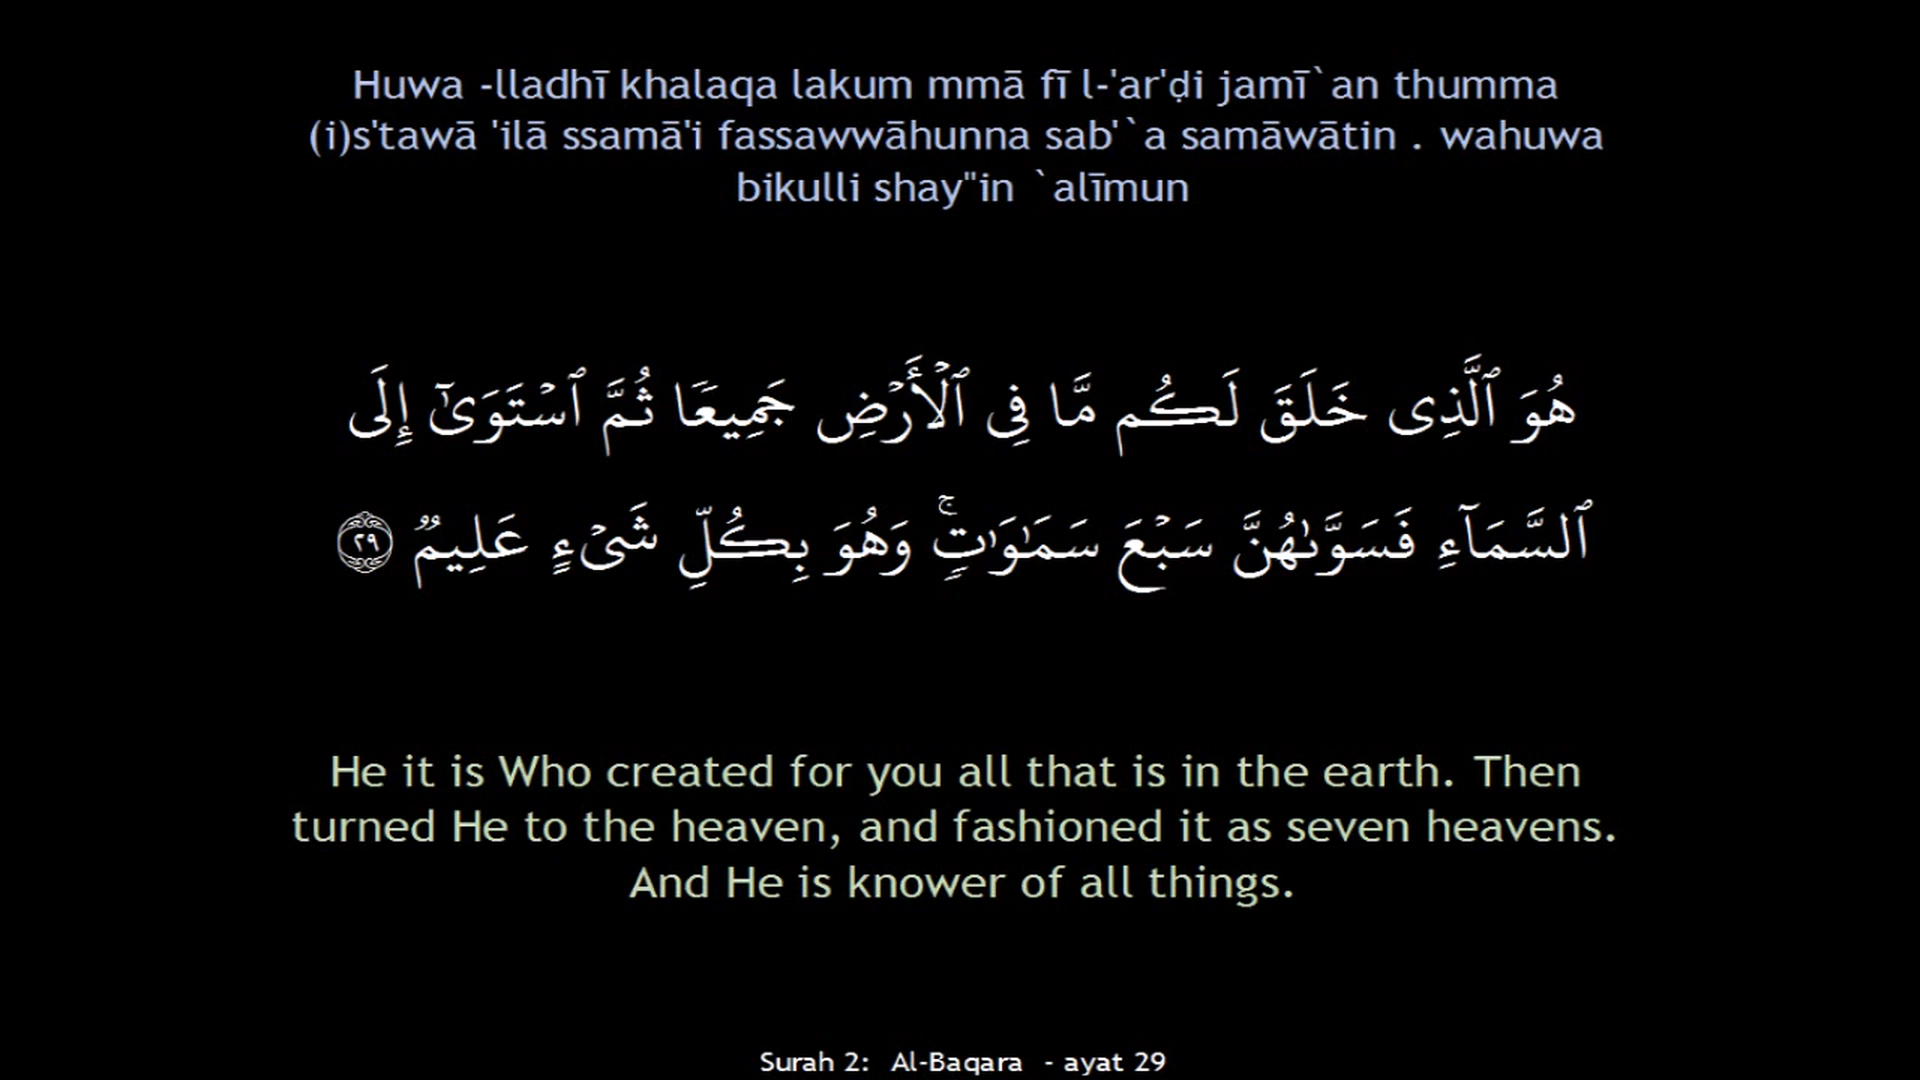 Huwa -lladhī khalaqa lakum mmā fī l-'ar'ḍi jamī`an thumma
(i)s'tawā 'ilā ssamā'i fassawwāhunna sab'`a samāwātin . wahuwa
bikulli shay"in `alīmun
هُوَ ٱلَّذِى خَلَقَ لَكُم مَّا فِى ٱلْأَرْضِ جَمِيعًا ثُمَّ ٱسْتَوَىٰٓ إِلَى
ٱلسَّمَآءِ فَسَوَّىٰهُنَّ سَبْعَ سَمَـٰوَٰتٍۢ ۚ وَهُوَ بِكُلِّ شَىْءٍ عَلِيمٌۭ ٢٩
He it is Who created for you all that is in the earth. Then
turned He to the heaven, and fashioned it as seven heavens.
And He is knower of all things.
Surah 2: Al-Baqara - ayat 29